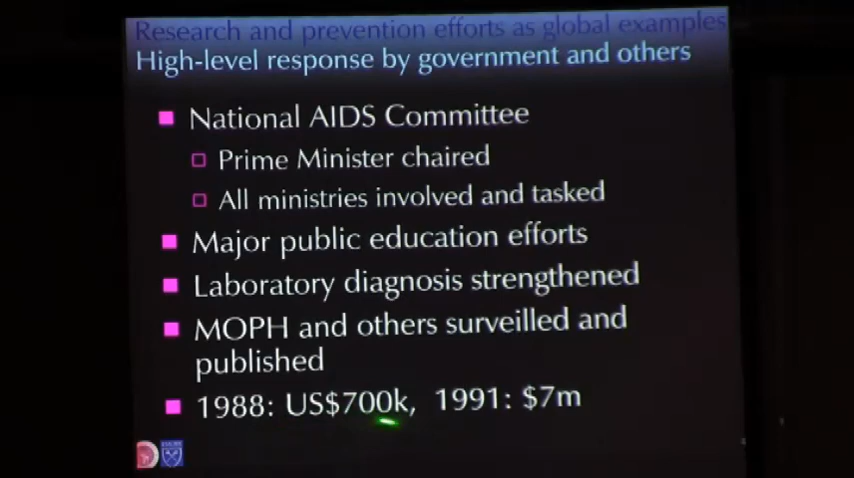 Research and prevention efforts as global examples
High-level response by government and others
National AIDS Committee
Prime Minister chaired
All ministries involved and tasked
Major public education efforts
Laboratory diagnosis strengthened
MOPH and others surveilled and
published
1988: US$700k, 1991: $7m